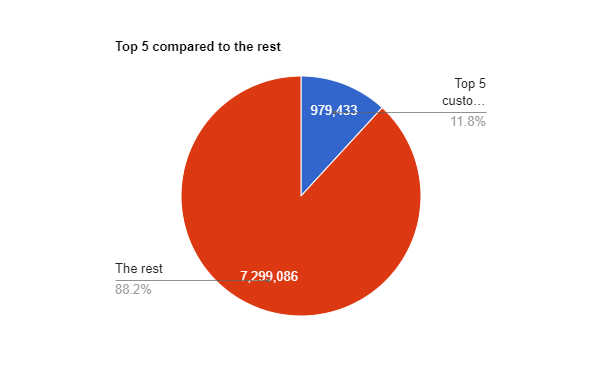 Top 5 compared to the rest
979,433
Top 5
custo…
11.8%
7,299,086
The rest
88.2%